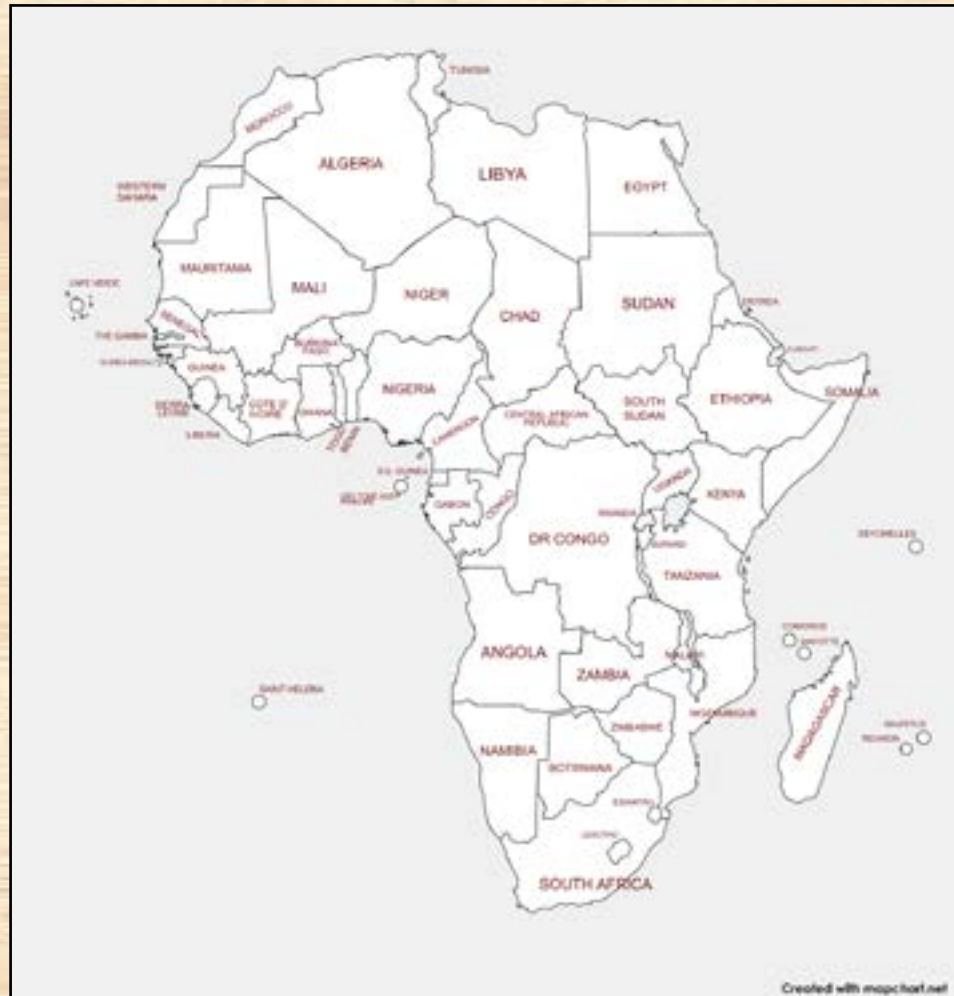 TUNISIA
MOROCCO
ALGERIA
LIBYA
EGYPT
WESTERN
SAHARA
MAURITANIA
MALI
NIGER
CHAD
SUDAN
ERITREA
CAPE VERDE
SENEGAL
THE GAMBIA
BURKINA
FASO
GUINEA
NIGERIA
SIERRA
LEONE
COTE D'
IVOIRE
GHANA
LIBERIA
TOGO
BENIN
CAMEROON
CENTRAL AFRICAN
REPUBLIC
SOUTH
SUDAN
ETHIOPIA
SOMALIA
EQ. GUINEA
GABON
CONGO
UGANDA
KENYA
RWANDA
DR CONGO
BURUNDI
TANZANIA
SEYCHELLES
COMOROS
MAYOTTE
ANGOLA
ZAMBIA
MALAWI
SAINT HELENA
MOZAMBIQUE
MADAGASCAR
NAMIBIA
ZIMBABWE
BOTSWANA
MAURITIUS
REUNION
ESWATINI
LESOTHO
SOUTH AFRICA
Created with mapchart.net